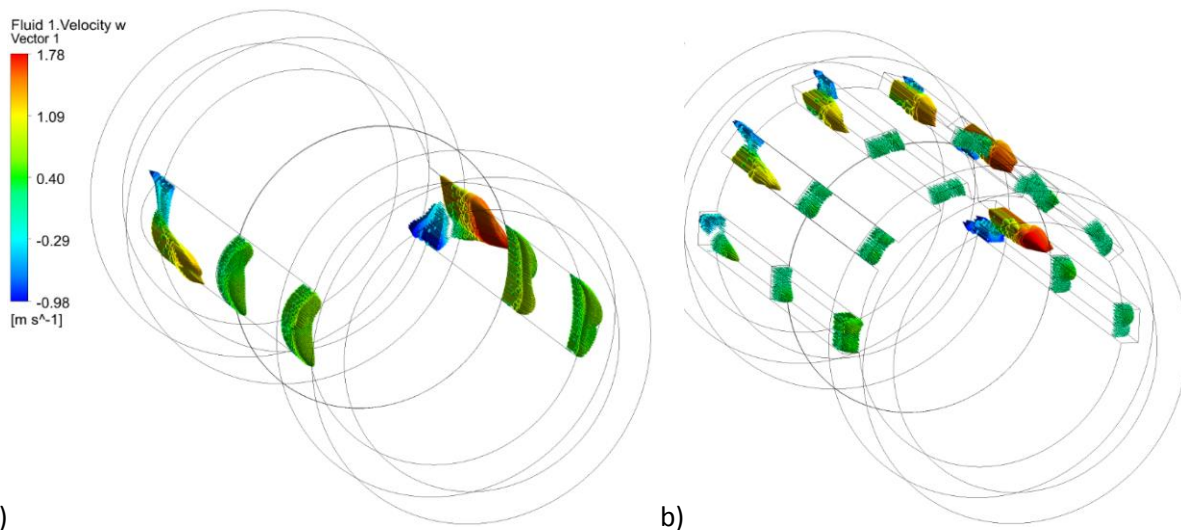 Fluid 1.Velocity w
Vector 1
1.78
1.09
0.40
-0.29
-0.98
[m s^-1]
)
b)